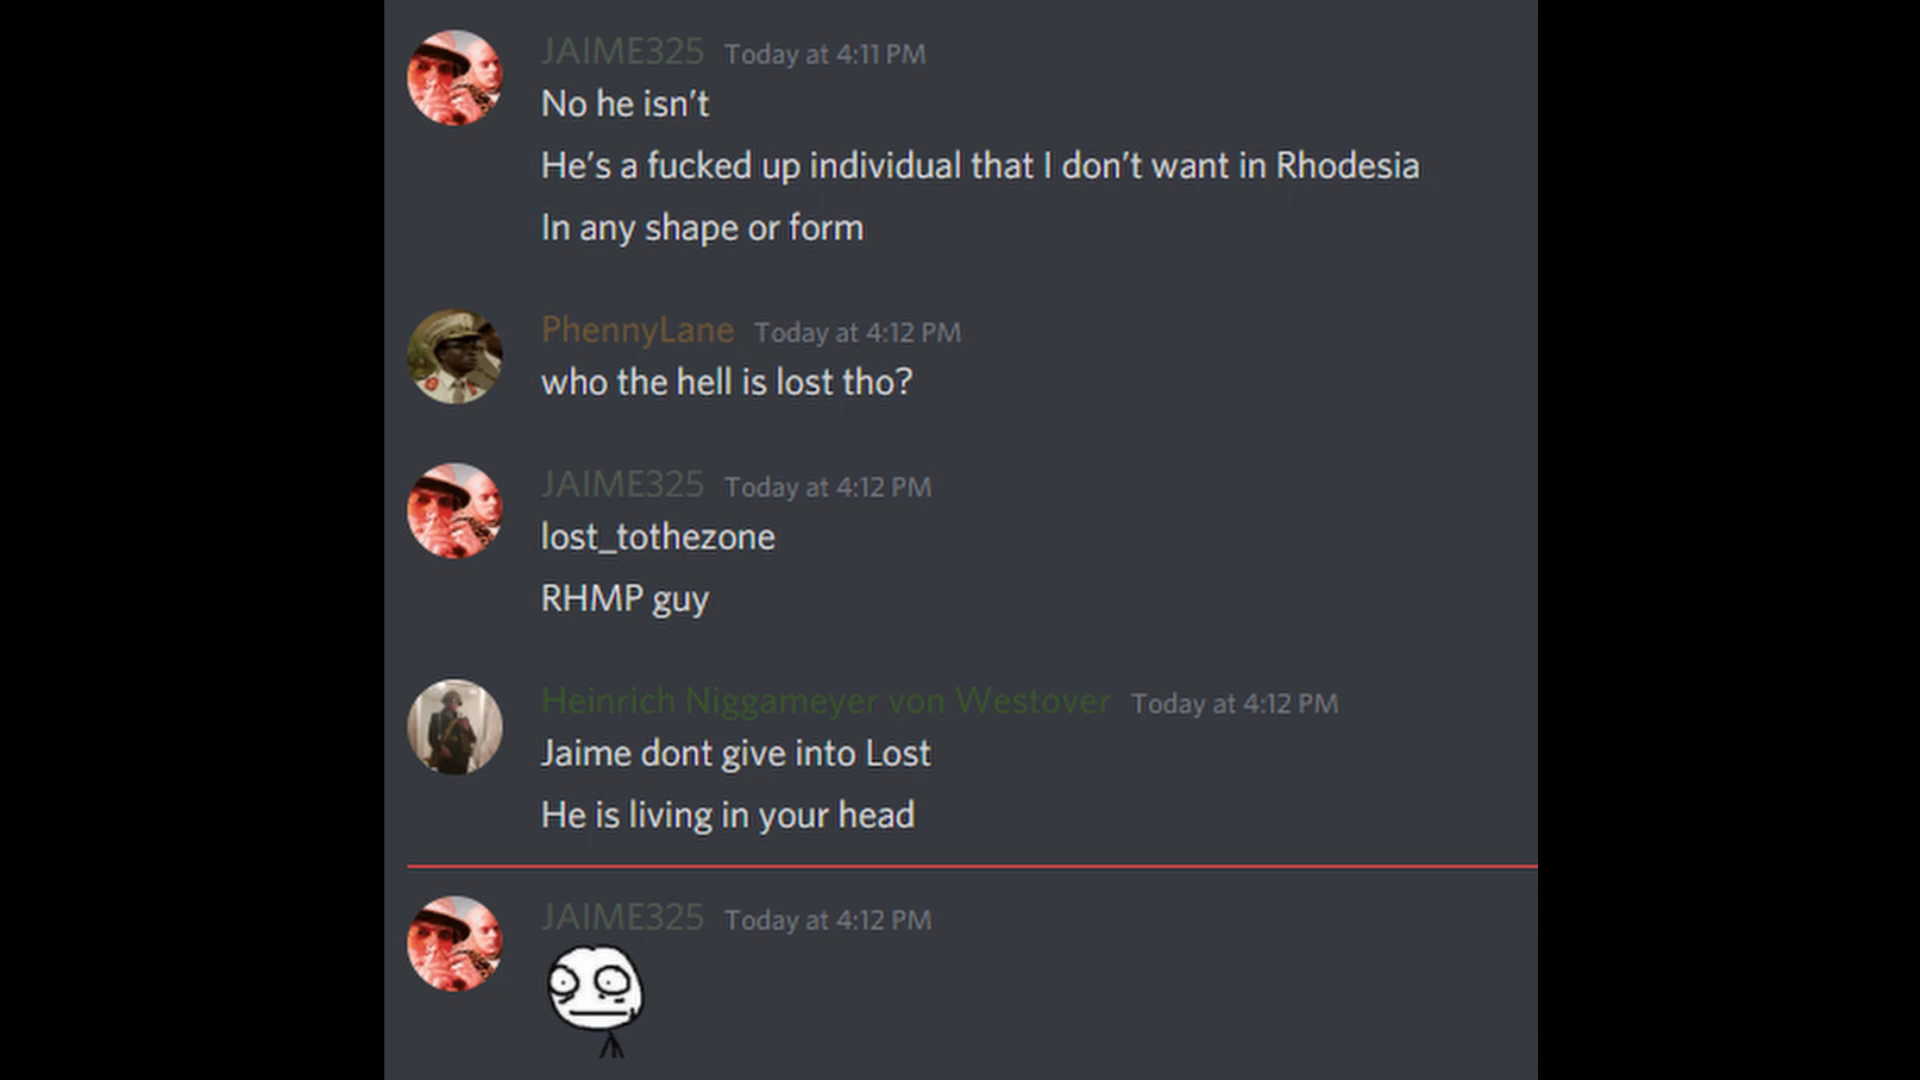 JAIME325 Today at 4:11 PM
No he isn’t
He’s a fucked up individual that I don’t want in Rhodesia
In any shape or form
PhennyLane Today at 4:12 PM
who the hell is lost tho?
JAIME325 Today at 4:12 PM
lost_tothezone
RHMP guy
Heinrich Niggameyer von Westover Today at 4:12 PM
Jaime dont give into Lost
He is living in your head
JAIME325 Today at 4:12 PM